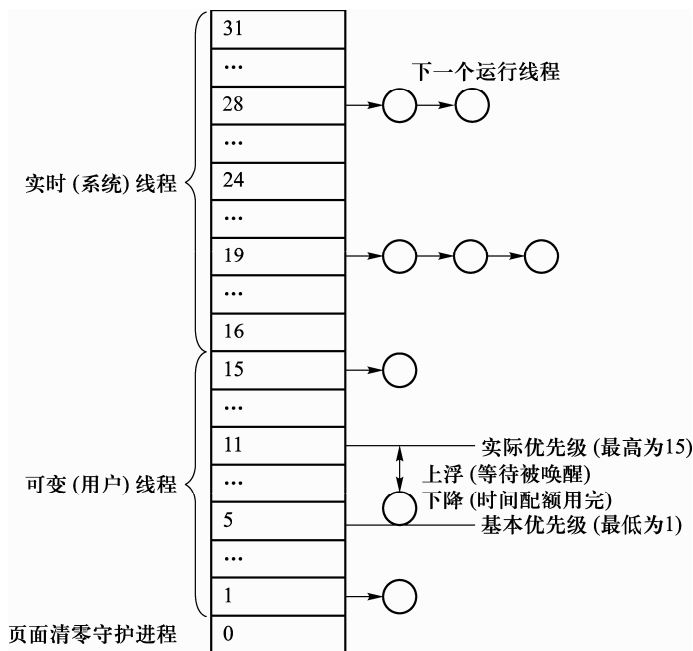 31
...
下一个运行线程
28
...
实时 (系统) 线程
24
...
19
...
16
15
...
11
实际优先级 (最高为15)
上浮 (等待被唤醒)
可变 (用户) 线程
...
下降 (时间配额用完)
5
基本优先级 (最低为1)
...
1
页面清零守护进程
0